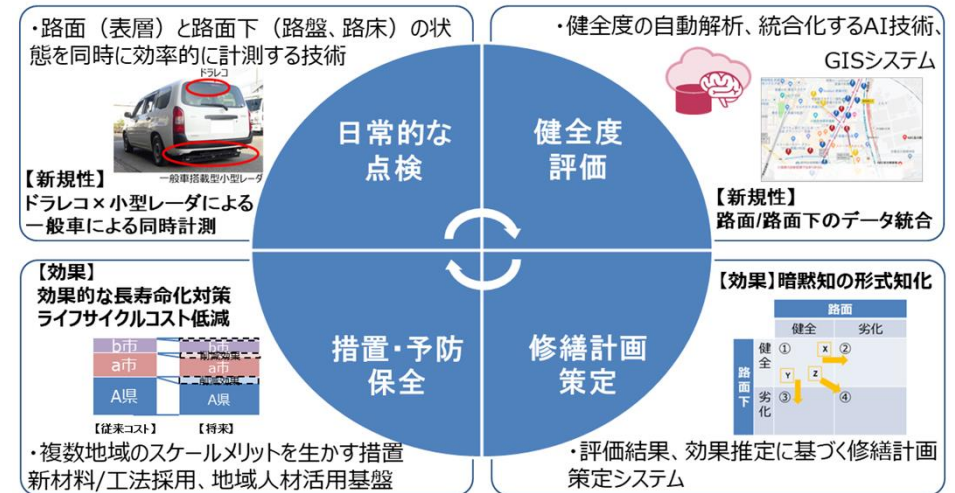 ・路面（表層）と路面下（路盤、路床）の状
態を同時に効率的に計測する技術
ドラレコ
一般車搭載型小型レーダ
【新規性】
ドラレコ×小型レーダによる
一般車による同時計測
・健全度の自動解析、統合化するAI技術、
GISシステム
【新規性】
路面/路面下のデータ統合
日常的な
点検
健全度
評価
措置・予防
保全
修繕計画
策定
【効果】
効果的な長寿命化対策
ライフサイクルコスト低減
b市
a市
A県
b市
削減効果
a市
削減効果
A県
【従来コスト】
【将来】
・複数地域のスケールメリットを生かす措置
新材料/工法採用、地域人材活用基盤
【効果】暗黙知の形式知化
路面
健全
劣化
路面下
健全
①
X
②
Y
Z
劣化
③
④
・評価結果、効果推定に基づく修繕計画
策定システム